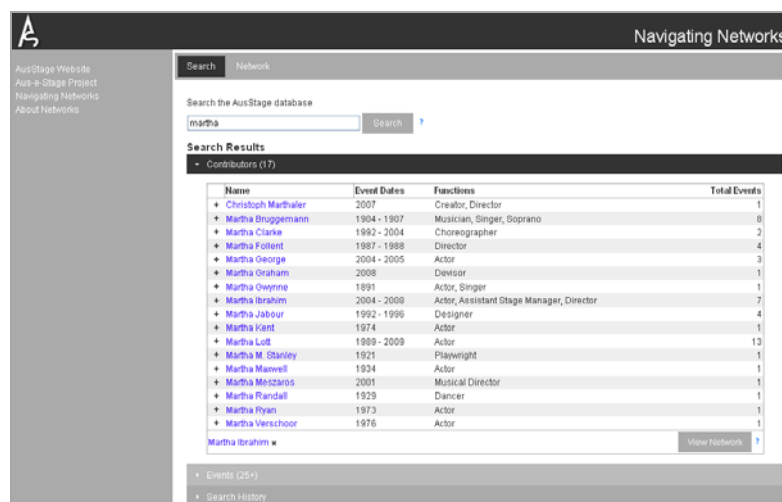 Navigating Networks
AusStage Website
Aus-e-Stage Project
Navigating Networks
About Networks
Search Network
Search the AusStage database
martha Search ?
Search Results
Contributors (17)
Name Event Dates Functions Total Events
+ Christoph Marthaler 2007 Creator, Director 1
+ Martha Bruggemann 1904 - 1907 Musician, Singer, Soprano 8
+ Martha Clarke 1992 - 2004 Choreographer 2
+ Martha Follent 1987 - 1988 Director 4
+ Martha George 2004 - 2005 Actor 3
+ Martha Graham 2008 Devisor 1
+ Martha Gwynne 1891 Actor, Singer 1
+ Martha Ibrahim 2004 - 2008 Actor, Assistant Stage Manager, Director 7
+ Martha Jabour 1992 - 1996 Designer 4
+ Martha Kent 1974 Actor 1
+ Martha Lott 1989 - 2009 Actor 13
+ Martha M. Stanley 1921 Playwright 1
+ Martha Maxwell 1934 Actor 1
+ Martha Meszaros 2001 Musical Director 1
+ Martha Randall 1929 Dancer 1
+ Martha Ryan 1973 Actor 1
+ Martha Verschoor 1976 Actor 1
Martha Ibrahim x View Network ?
Events (25+)
Search History